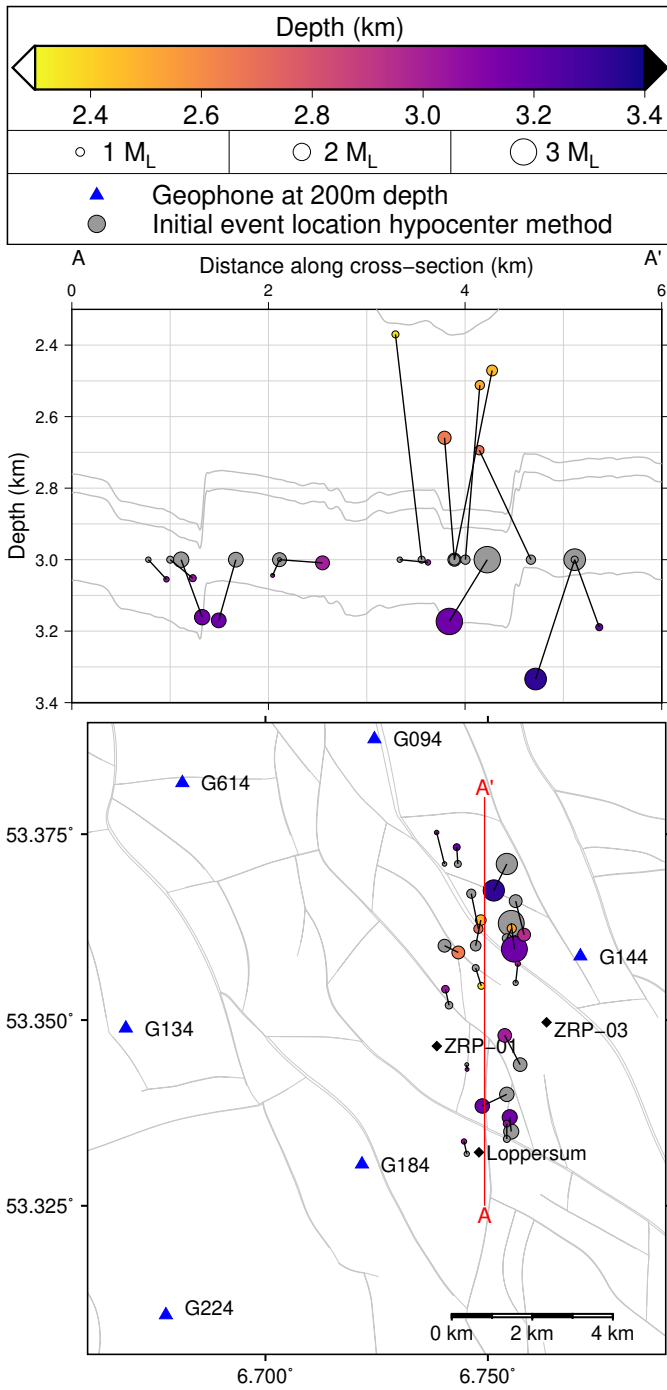 Depth (km)
2.4 2.6 2.8 3.0 3.2 3.4
1 ML 2 ML 3 ML
Geophone at 200m depth
Initial event location hypocenter method
A Distance along cross−section (km) A'
0 2 4 6
2.4
2.6
2.8
3.0
3.2
3.4
Depth (km)
G094
G614
A'
53.375°
G144
53.350°
G134
ZRP−03
ZRP−01
Loppersum
G184
53.325°
A
G224
0 km 2 km 4 km
6.700° 6.750°